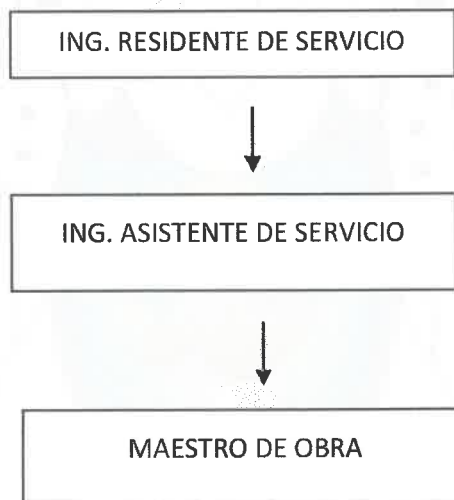 ING. RESIDENTE DE SERVICIO
ING. ASISTENTE DE SERVICIO
MAESTRO DE OBRA